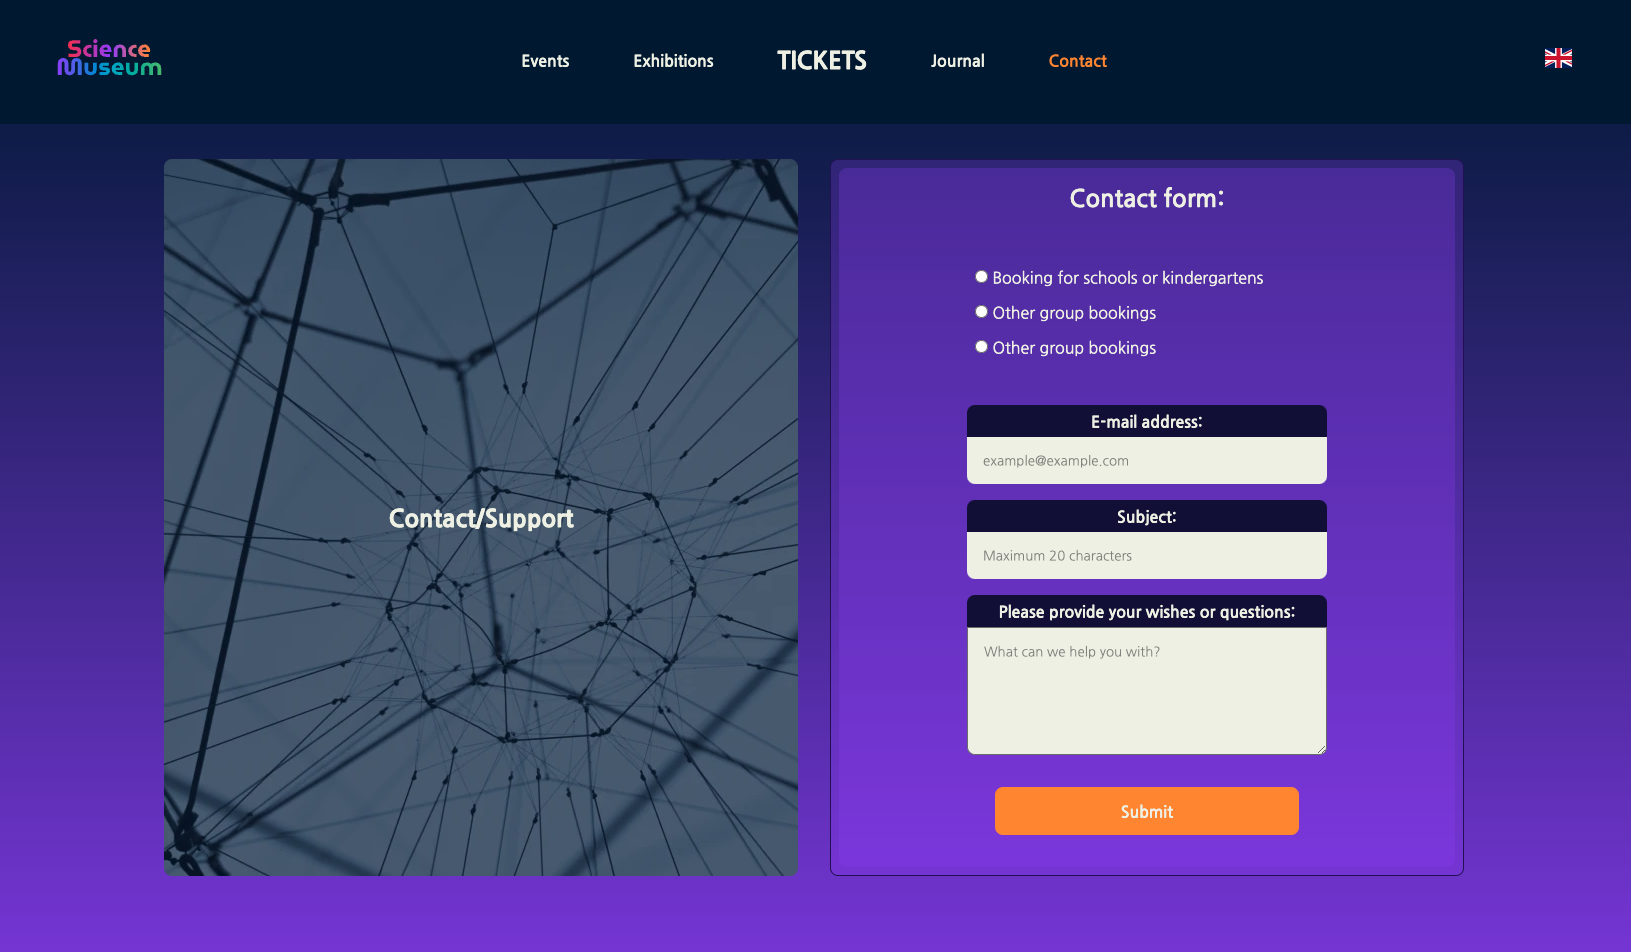 Science
Museum
Events
Exhibitions
TICKETS
Journal
Contact
Contact/Support
Contact form:
Booking for schools or kindergartens
Other group bookings
Other group bookings
E-mail address:
example@example.com
Subject:
Maximum 20 characters
Please provide your wishes or questions:
What can we help you with?
Submit